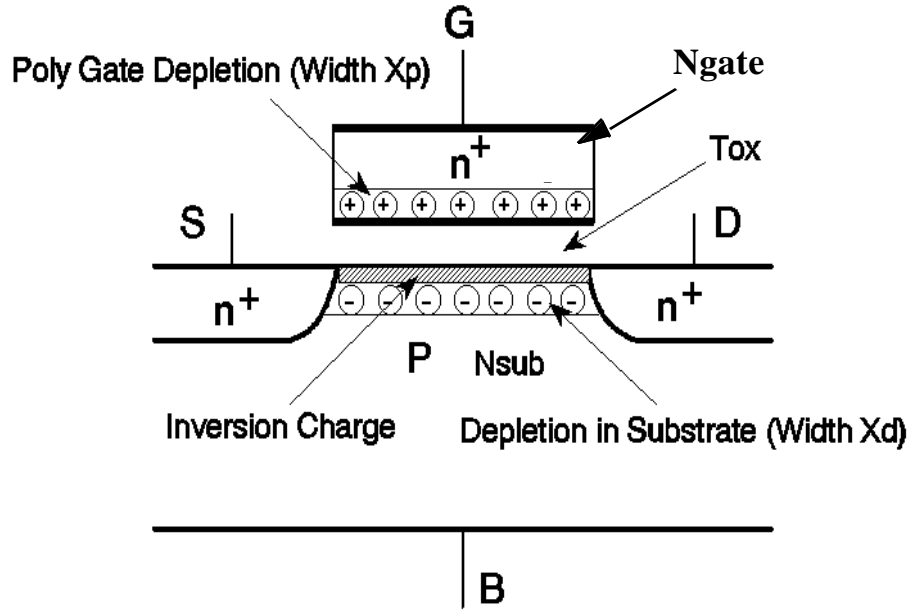 G
Poly Gate Depletion (Width Xp)
Ngate
n+
Tox
+ + + + + + +
S
D
n+
n+
- - - - - - -
P
Nsub
Inversion Charge
Depletion in Substrate (Width Xd)
B